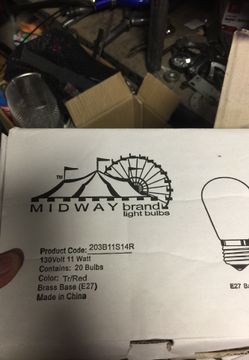 TM
MIDWAY brand
light bulbs
Product Code: 203B11S14R
130Volt 11 Watt
Contains: 20 Bulbs
Color: Tr/Red
Brass Base (E27)
Made in China
E27 B